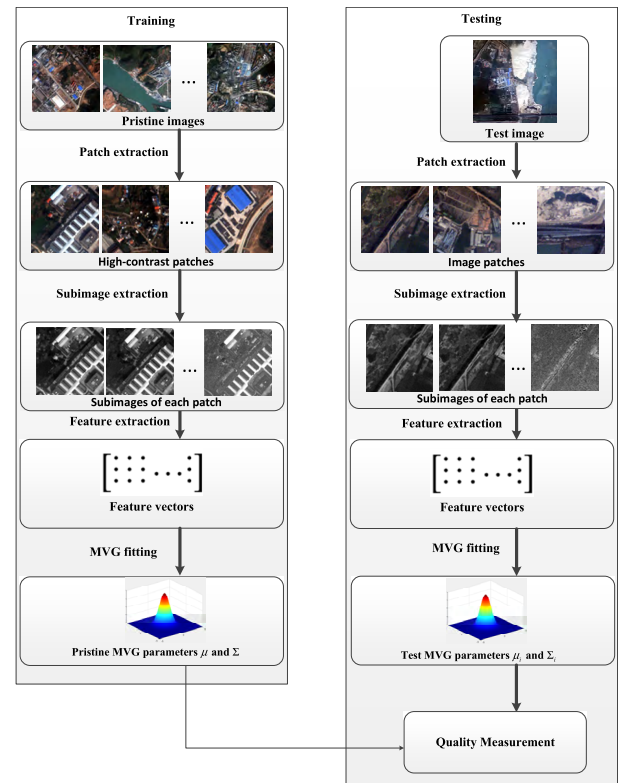 Training
...
Pristine images
Patch extraction
...
High-contrast patches
Subimage extraction
...
Subimages of each patch
Feature extraction
Feature vectors
MVG fitting
Pristine MVG parameters μ and Σ
Testing
Test image
Patch extraction
...
Image patches
Subimage extraction
...
Subimages of each patch
Feature extraction
Feature vectors
MVG fitting
Test MVG parameters μᵢ and Σᵢ
Quality Measurement